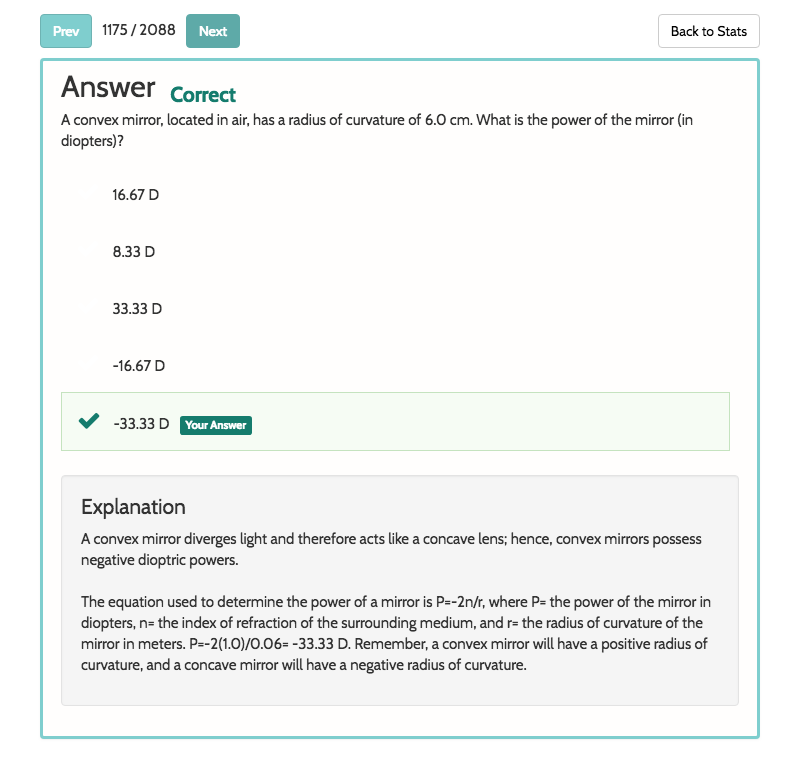 Prev 1175 / 2088 Next Back to Stats
Answer Correct
A convex mirror, located in air, has a radius of curvature of 6.0 cm. What is the power of the mirror (in
diopters)?
16.67 D
8.33 D
33.33 D
-16.67 D
-33.33 D Your Answer
Explanation
A convex mirror diverges light and therefore acts like a concave lens; hence, convex mirrors possess
negative dioptric powers.
The equation used to determine the power of a mirror is P=-2n/r, where P= the power of the mirror in
diopters, n= the index of refraction of the surrounding medium, and r= the radius of curvature of the
mirror in meters. P=-2(1.0)/0.06= -33.33 D. Remember, a convex mirror will have a positive radius of
curvature, and a concave mirror will have a negative radius of curvature.